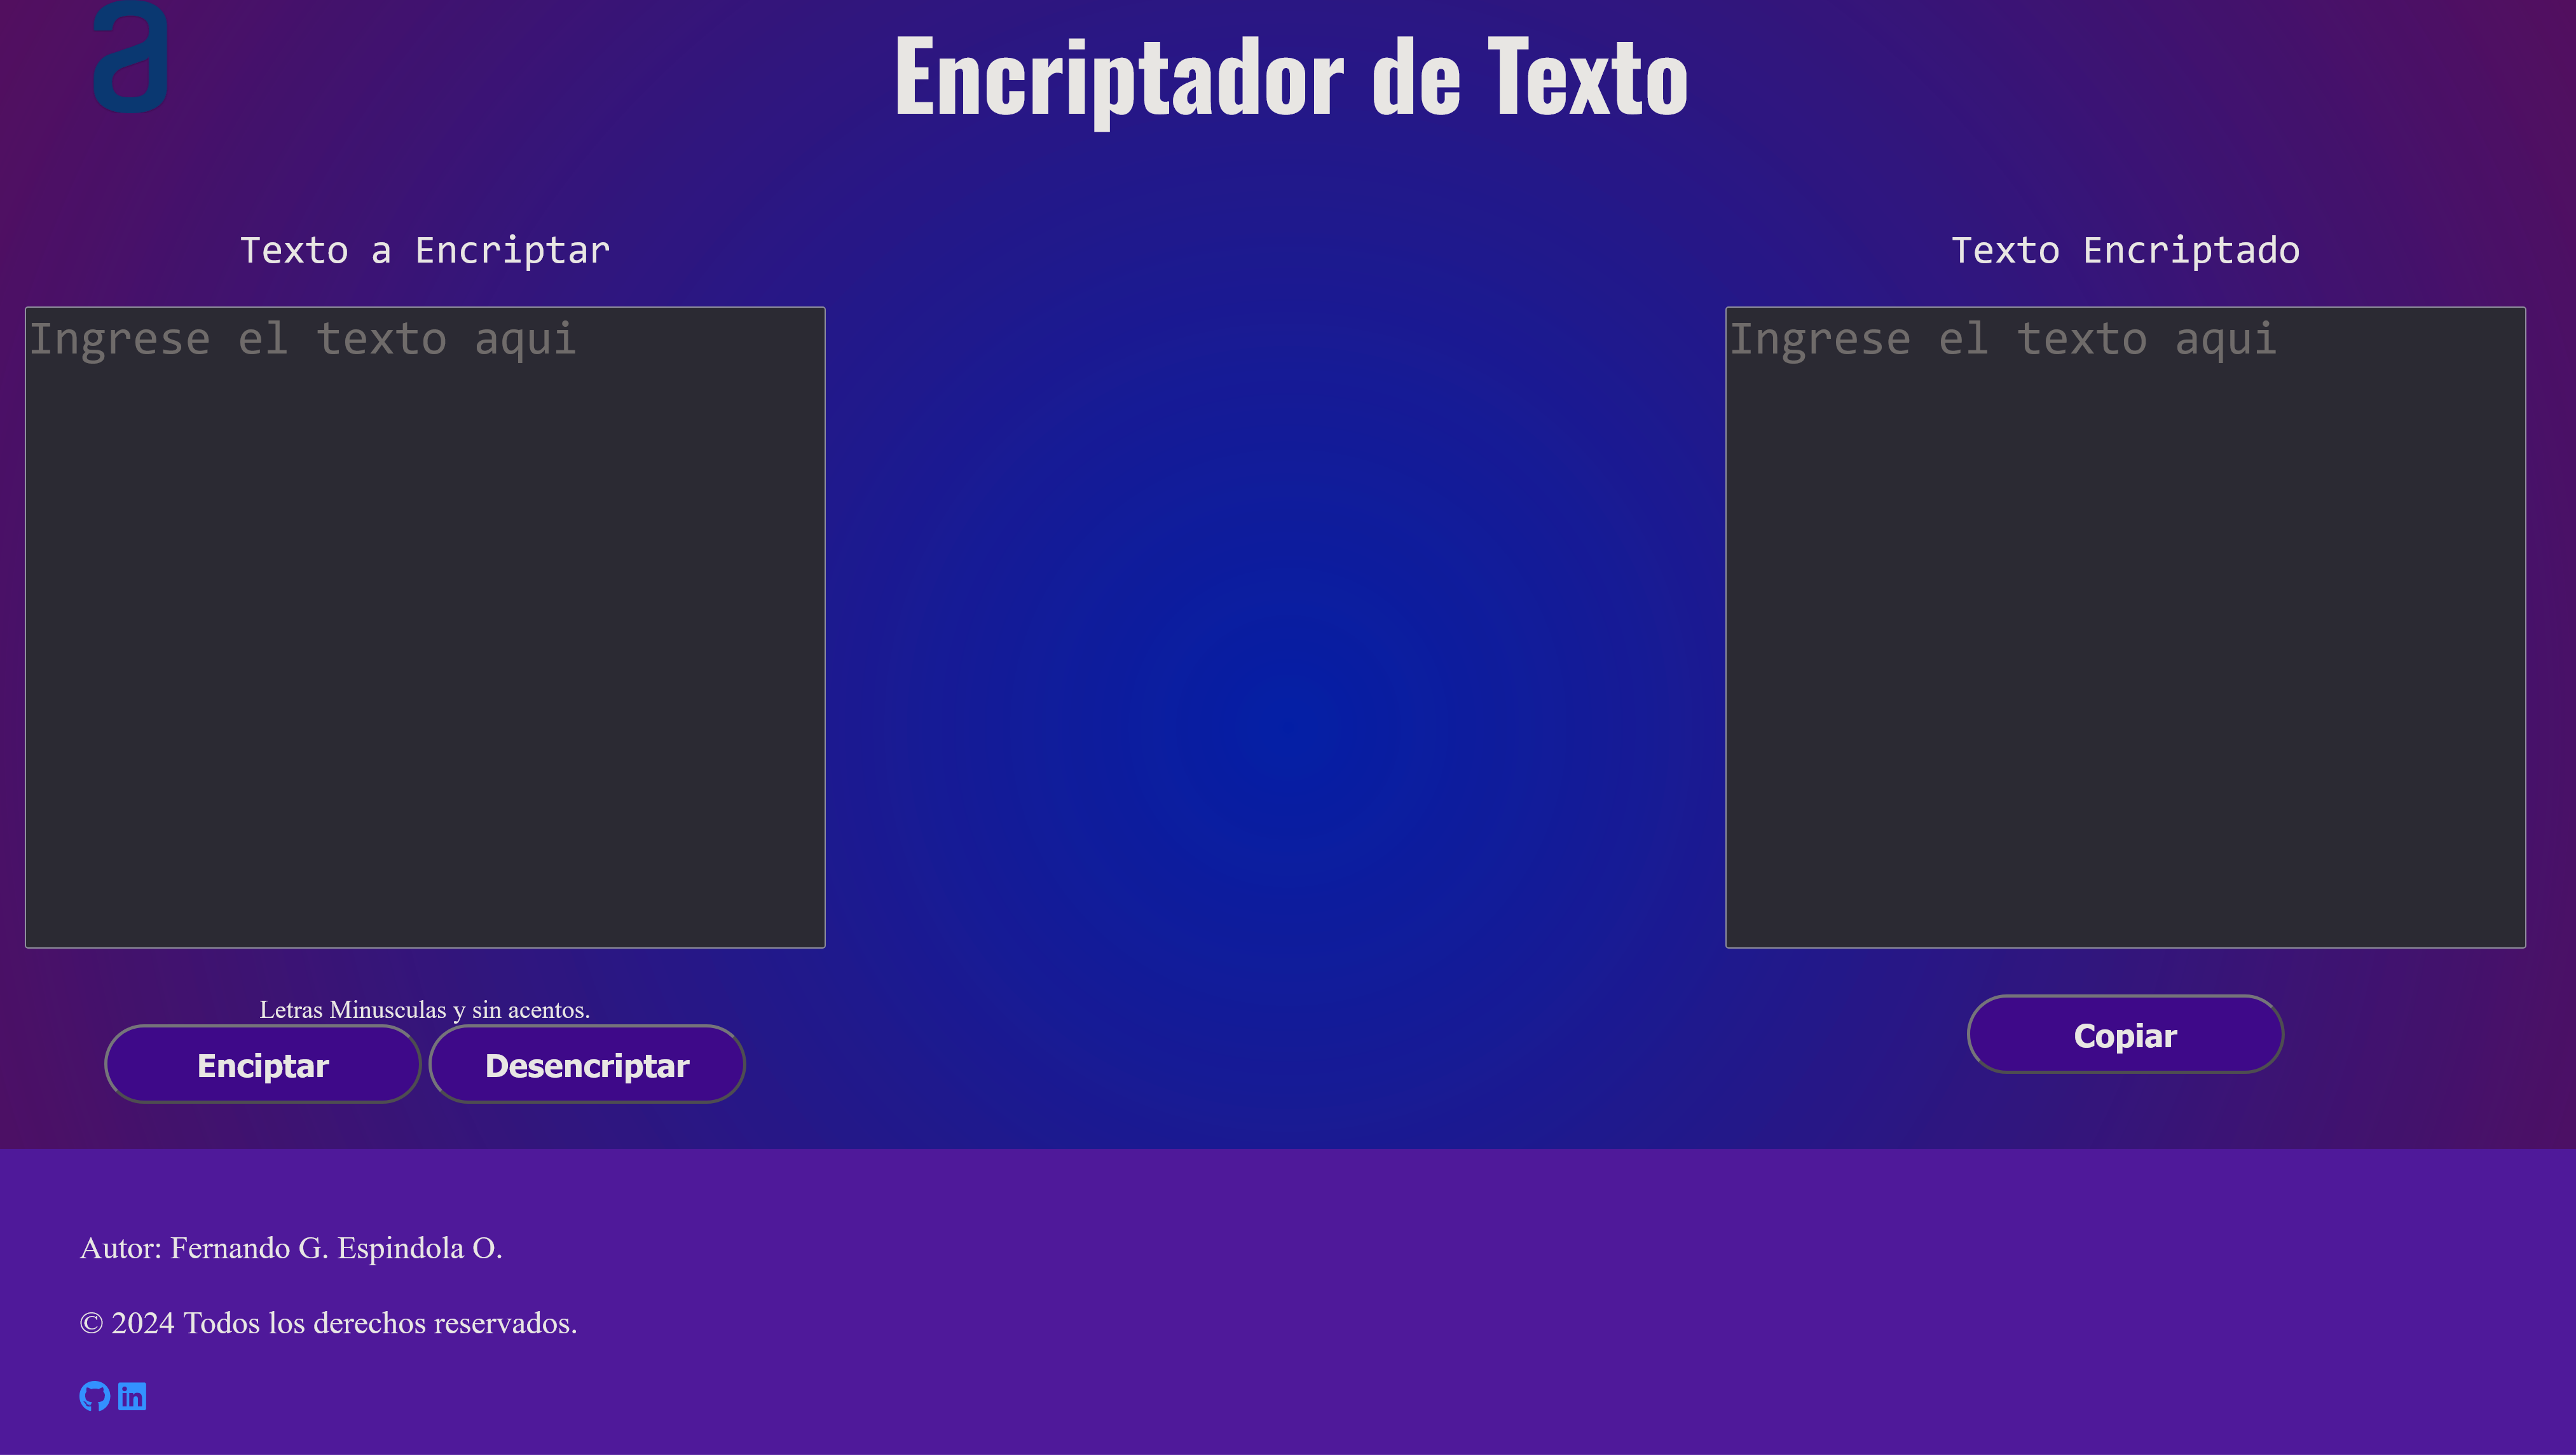 a
Encriptador de Texto
Texto a Encriptar
Ingrese el texto aqui
Letras Minusculas y sin acentos.
Enciptar
Desencriptar
Texto Encriptado
Ingrese el texto aqui
Copiar
Autor: Fernando G. Espindola O.
© 2024 Todos los derechos reservados.
in